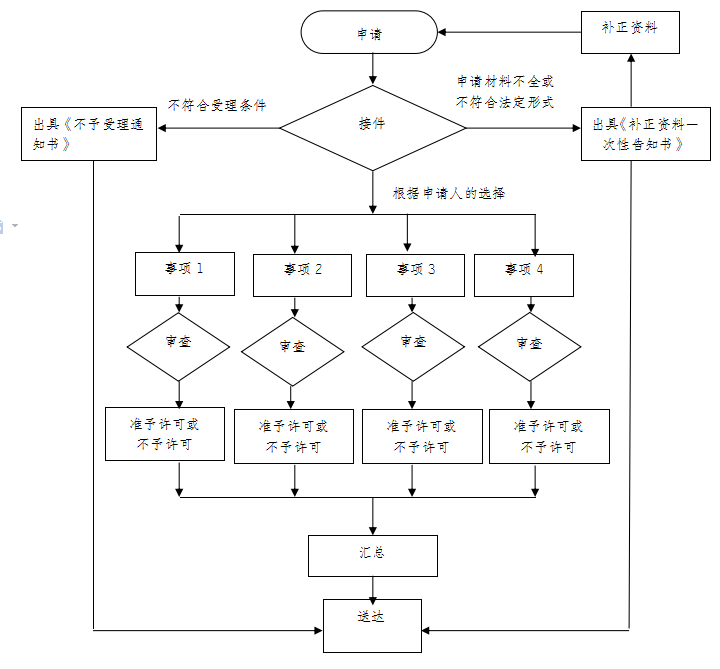 申请
补正资料
申请材料不全或
不符合法定形式
不符合受理条件
接件
出具《不予受理通
知书》
出具《补正资料一
次性告知书》
根据申请人的选择
事项 1
事项 2
事项 3
事项 4
审查
审查
审查
审查
准予许可或
不予许可
准予许可或
不予许可
准予许可或
不予许可
准予许可或
不予许可
汇总
送达